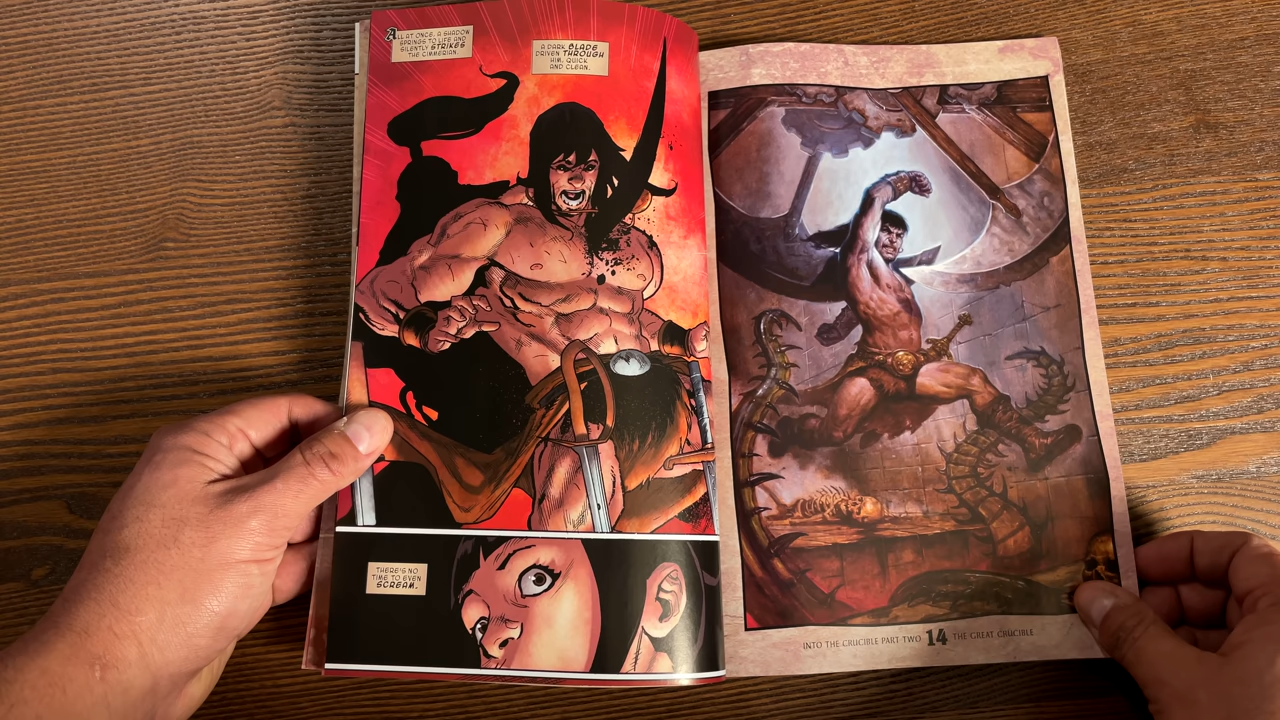 ALL AT ONCE, A SHADOW
SPRINGS TO LIFE AND
SILENTLY STRIKES
THE CIMMERIAN.
A DARK BLADE
DRIVEN THROUGH
HIM, QUICK
AND CLEAN.
THERE'S NO
TIME TO EVEN
SCREAM.
INTO THE CRUCIBLE PART TWO 14 THE GREAT CRUCIBLE